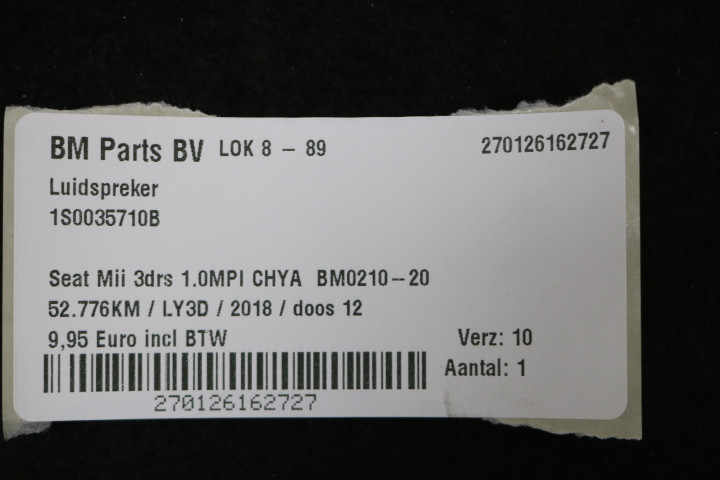 BM Parts BV LOK 8 - 89 270126162727
Luidspreker
1S0035710B
Seat Mii 3drs 1.0MPI CHYA BM0210-20
52.776KM / LY3D / 2018 / doos 12
9,95 Euro incl BTW Verz: 10
Aantal: 1
270126162727